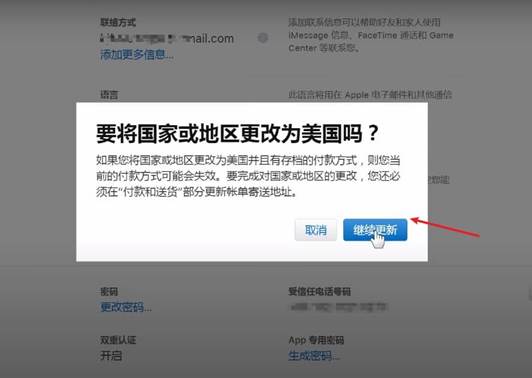 联络方式
添加联系信息可以帮助好友和家人使用
iMessage 信息、FaceTime 通话和 Game
mail.com
Center 等联系您。
添加更多信息...
语言
此语言将用在 Apple 电子邮件和其他通信
要将国家或地区更改为美国吗？
如果您将国家或地区更改为美国并且有存档的付款方式，则您当
前的付款方式可能会失效。要完成对国家或地区的更改，您还必
须在“付款和送货”部分更新帐单寄送地址。
取消
继续更新
密码
受信任电话号码
更改密码...
双重认证
App 专用密码
开启
生成密码...